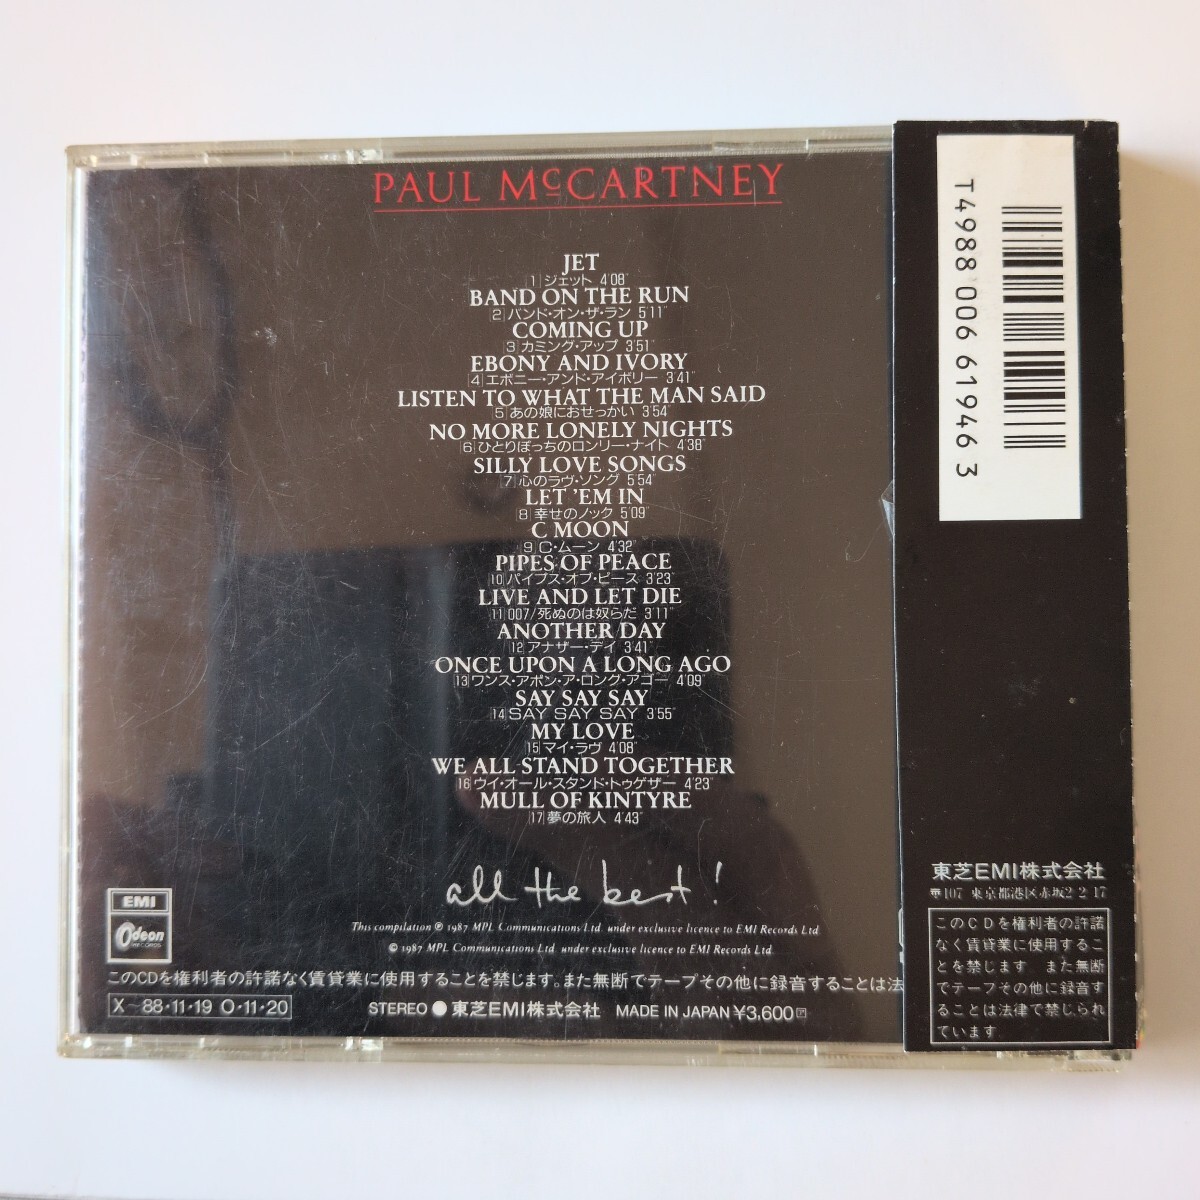 PAUL McCARTNEY
JET
1 ジェット 4'08"
BAND ON THE RUN
2 バンド・オン・ザ・ラン 5'11"
COMING UP
3 カミング・アップ 3'51"
EBONY AND IVORY
4 エボニー・アンド・アイボリー 3'41"
LISTEN TO WHAT THE MAN SAID
5 あの娘におせっかい 3'54"
NO MORE LONELY NIGHTS
6 ひとりぼっちのロンリー・ナイト 4'38"
SILLY LOVE SONGS
7 心のラヴ・ソング 5'54"
LET 'EM IN
8 幸せのノック 5'09"
C MOON
9 C・ムーン 4'32"
PIPES OF PEACE
10 パイプス・オブ・ピース 3'23"
LIVE AND LET DIE
11 007/死ぬのは奴らだ 3'11"
ANOTHER DAY
12 アナザー・デイ 3'41"
ONCE UPON A LONG AGO
13 ワンス・アポン・ア・ロング・アゴー 4'09"
SAY SAY SAY
14 SAY SAY SAY 3'55"
MY LOVE
15 マイ・ラヴ 4'08"
WE ALL STAND TOGETHER
16 ウイ・オール・スタンド・トゥゲザー 4'23"
MULL OF KINTYRE
17 夢の旅人 4'43"
all the best!
This compilation ℗ 1987 MPL Communications Ltd. under exclusive licence to EMI Records Ltd
© 1987 MPL Communications Ltd. under exclusive licence to EMI Records Ltd.
EMI
Odeon
RECORDS
このCDを権利者の許諾なく賃貸業に使用することを禁じます。また無断でテープその他に録音することは法
X〜88・11・19 O・11・20
STEREO ● 東芝EMI株式会社 MADE IN JAPAN ¥3,600
T4988 006 61946 3
東芝EMI株式会社
〒107 東京都港区赤坂2-2-17
このCDを権利者の許諾
なく賃貸業に使用するこ
とを禁じます また無断
でテープその他に録音す
ることは法律で禁じられ
ています.